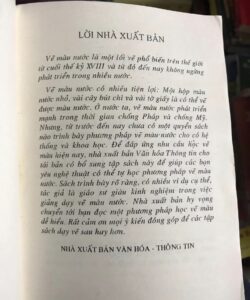 LỜI NHÀ XUẤT BẢN
Vẽ màu nước là một lối vẽ phổ biến trên thế giới
từ cuối thế kỷ XVIII và từ đó đến nay không ngừng
phát triển trong nhiều nước.
Vẽ màu nước có nhiều tiện lợi: Một hộp màu
nước nhỏ, vài cây bút chì và vài tờ giấy là có thể vẽ
được màu nước. Ở nước ta, vẽ màu nước phát triển
mạnh trong thời gian chống Pháp và chống Mỹ.
Nhưng, từ trước đến nay chưa có một quyển sách
nào trình bày phương pháp vẽ màu nước cho có hệ
thống và khoa học. Để đáp ứng nhu cầu học vẽ
màu hiện nay, nhà xuất bản Văn hóa Thông tin cho
tái bản có bổ sung tập sách này để giúp các bạn
yêu nghệ thuật có thể tự học phương pháp vẽ màu
nước. Sách trình bày rõ ràng, có nhiều ví dụ cụ thể,
tác giả là giáo sư giàu kinh nghiệm trong việc
giảng dạy vẽ màu nước. Nhà xuất bản hy vọng
chuyển tới bạn đọc một phương pháp học vẽ màu
dễ hiểu. Rất cảm ơn mọi ý kiến đóng góp để các tập
sách dạy vẽ sau hay hơn.
NHÀ XUẤT BẢN VĂN HÓA - THÔNG TIN